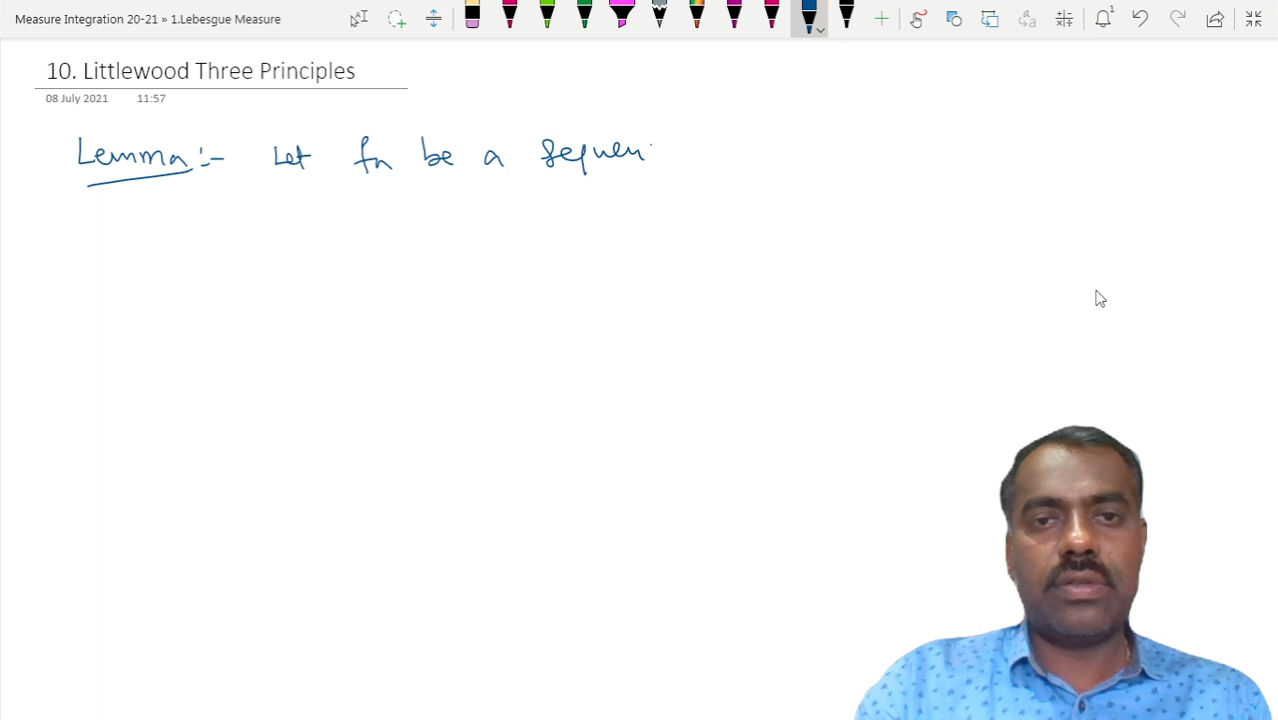 Measure Integration 20-21 » 1.Lebesgue Measure
1
10. Littlewood Three Principles
08 July 2021 11:57
Lemma :- Let fn be a sequen